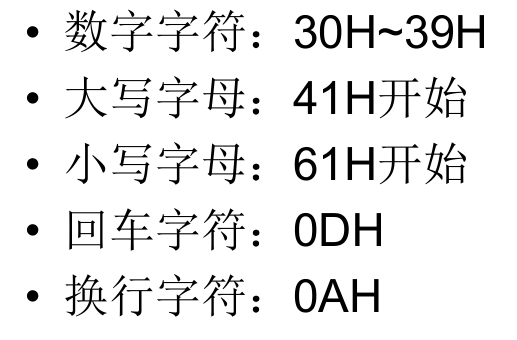 • 数字字符：30H~39H
• 大写字母：41H开始
• 小写字母：61H开始
• 回车字符：0DH
• 换行字符：0AH